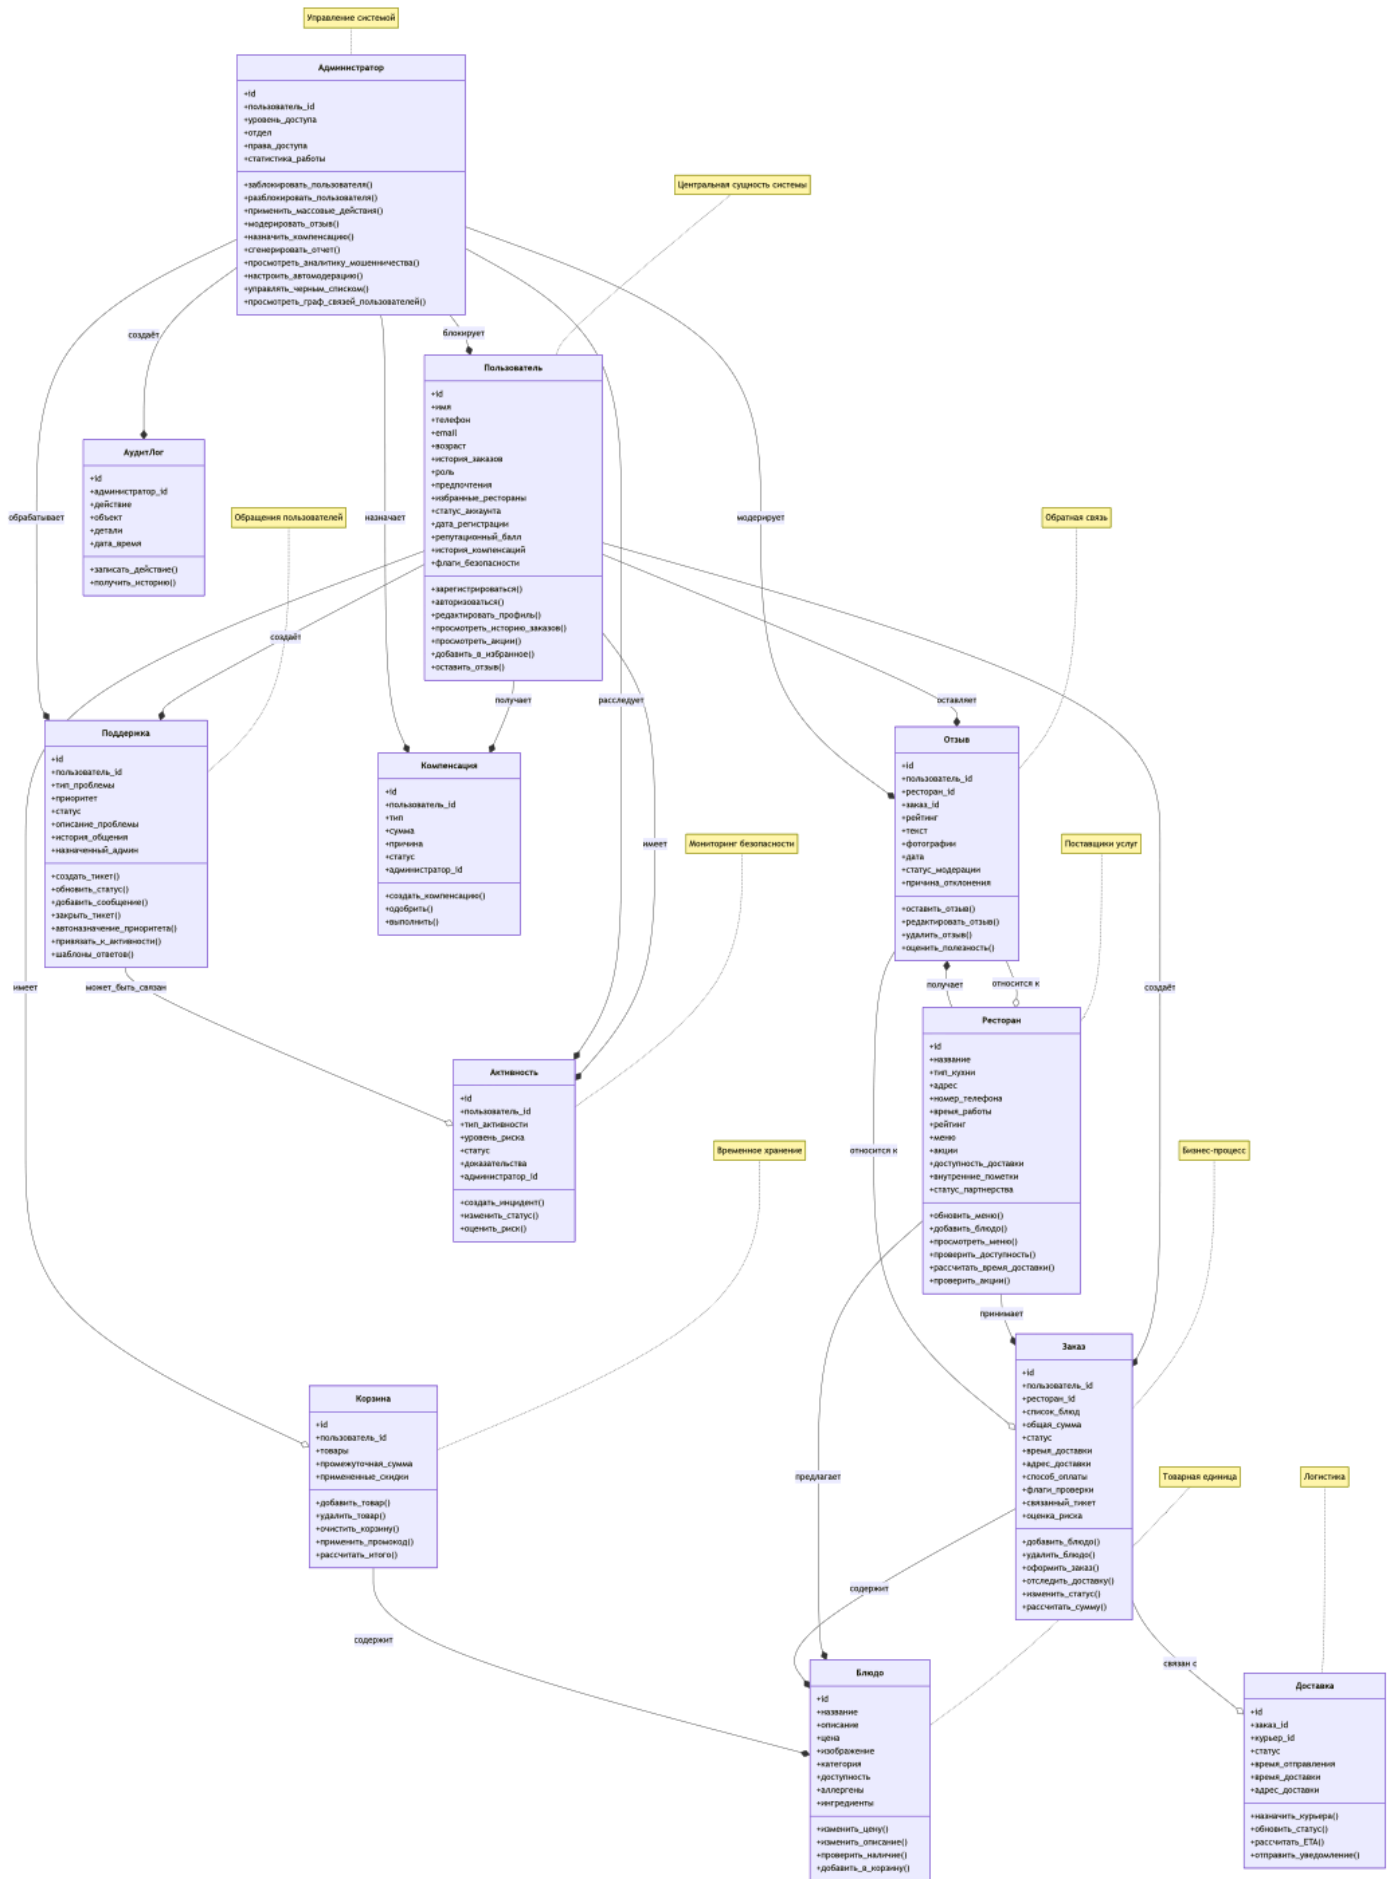 Управление системой
Администратор
+id
+пользователь_id
+уровень_доступа
+отдел
+права_доступа
+статистика_работы
+заблокировать_пользователя()
+разблокировать_пользователя()
+применить_массовые_действия()
+модерировать_отзыв()
+назначить_компенсацию()
+сгенерировать_отчет()
+просмотреть_аналитику_мошенничества()
+настроить_автомодерацию()
+управлять_черным_списком()
+просмотреть_граф_связей_пользователей()
Центральная сущность системы
создаёт
блокирует
Пользователь
+id
+имя
+телефон
+email
+возраст
+история_заказов
+роль
+предпочтения
+избранные_рестораны
+статус_аккаунта
+дата_регистрации
+репутационный_балл
+история_компенсаций
+флаги_безопасности
+зарегистрироваться()
+авторизоваться()
+редактировать_профиль()
+просмотреть_историю_заказов()
+просмотреть_акции()
+добавить_в_избранное()
+оставить_отзыв()
АудитЛог
+id
+администратор_id
+действие
+объект
+детали
+дата_время
+записать_действие()
+получить_историю()
обрабатывает
Обращения пользователей
назначает
модерирует
Обратная связь
создаёт
получает
расследует
оставляет
Поддержка
+id
+пользователь_id
+тип_проблемы
+приоритет
+статус
+описание_проблемы
+история_общения
+назначенный_админ
+создать_тикет()
+обновить_статус()
+добавить_сообщение()
+закрыть_тикет()
+автоназначение_приоритета()
+привязать_к_активности()
+шаблоны_ответов()
Компенсация
+id
+пользователь_id
+тип
+сумма
+причина
+статус
+администратор_id
+создать_компенсацию()
+одобрить()
+выполнить()
Отзыв
+id
+пользователь_id
+ресторан_id
+заказ_id
+рейтинг
+текст
+фотографии
+дата
+статус_модерации
+причина_отклонения
+оставить_отзыв()
+редактировать_отзыв()
+удалить_отзыв()
+оценить_полезность()
имеет
Мониторинг безопасности
Поставщики услуг
имеет
может_быть_связан
получает
относится к
создаёт
Ресторан
+id
+название
+тип_кухни
+адрес
+номер_телефона
+время_работы
+рейтинг
+меню
+акции
+доступность_доставки
+внутренние_пометки
+статус_партнерства
+обновить_меню()
+добавить_блюдо()
+просмотреть_меню()
+проверить_доступность()
+рассчитать_время_доставки()
+проверить_акции()
Активность
+id
+пользователь_id
+тип_активности
+уровень_риска
+статус
+доказательства
+администратор_id
+создать_инцидент()
+изменить_статус()
+оценить_риск()
Временное хранение
относится к
Бизнес-процесс
принимает
Заказ
+id
+пользователь_id
+ресторан_id
+список_блюд
+общая_сумма
+статус
+время_доставки
+адрес_доставки
+способ_оплаты
+флаги_проверки
+связанный_тикет
+оценка_риска
+добавить_блюдо()
+удалить_блюдо()
+оформить_заказ()
+отследить_доставку()
+изменить_статус()
+рассчитать_сумму()
Корзина
+id
+пользователь_id
+товары
+промежуточная_сумма
+примененные_скидки
+добавить_товар()
+удалить_товар()
+очистить_корзину()
+применить_промокод()
+рассчитать_итого()
предлагает
Товарная единица
Логистика
содержит
содержит
связан с
Блюдо
+id
+название
+описание
+цена
+изображение
+категория
+доступность
+аллергены
+ингредиенты
+изменить_цену()
+изменить_описание()
+проверить_наличие()
+добавить_в_корзину()
Доставка
+id
+заказ_id
+курьер_id
+статус
+время_отправления
+время_доставки
+адрес_доставки
+назначить_курьера()
+обновить_статус()
+рассчитать_ETA()
+отправить_уведомление()